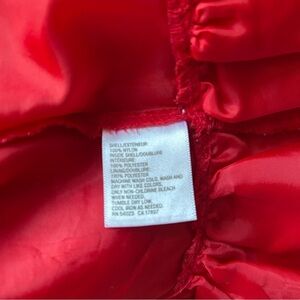 SHELL/EXTERIEUR
100% NYLON
INSIDE SHELL/DOUBLURE
INTERIEURE
100% POLYESTER
LINING/DOUBLURE:
100% POLYESTER
MACHINE WASH COLD, WASH AND
DRY WITH LIKE COLORS,
ONLY NON-CHLORINE BLEACH
WHEN NEEDED.
TUMBLE DRY LOW.
COOL IRON AS NEEDED.
RN 54023 CA 17897